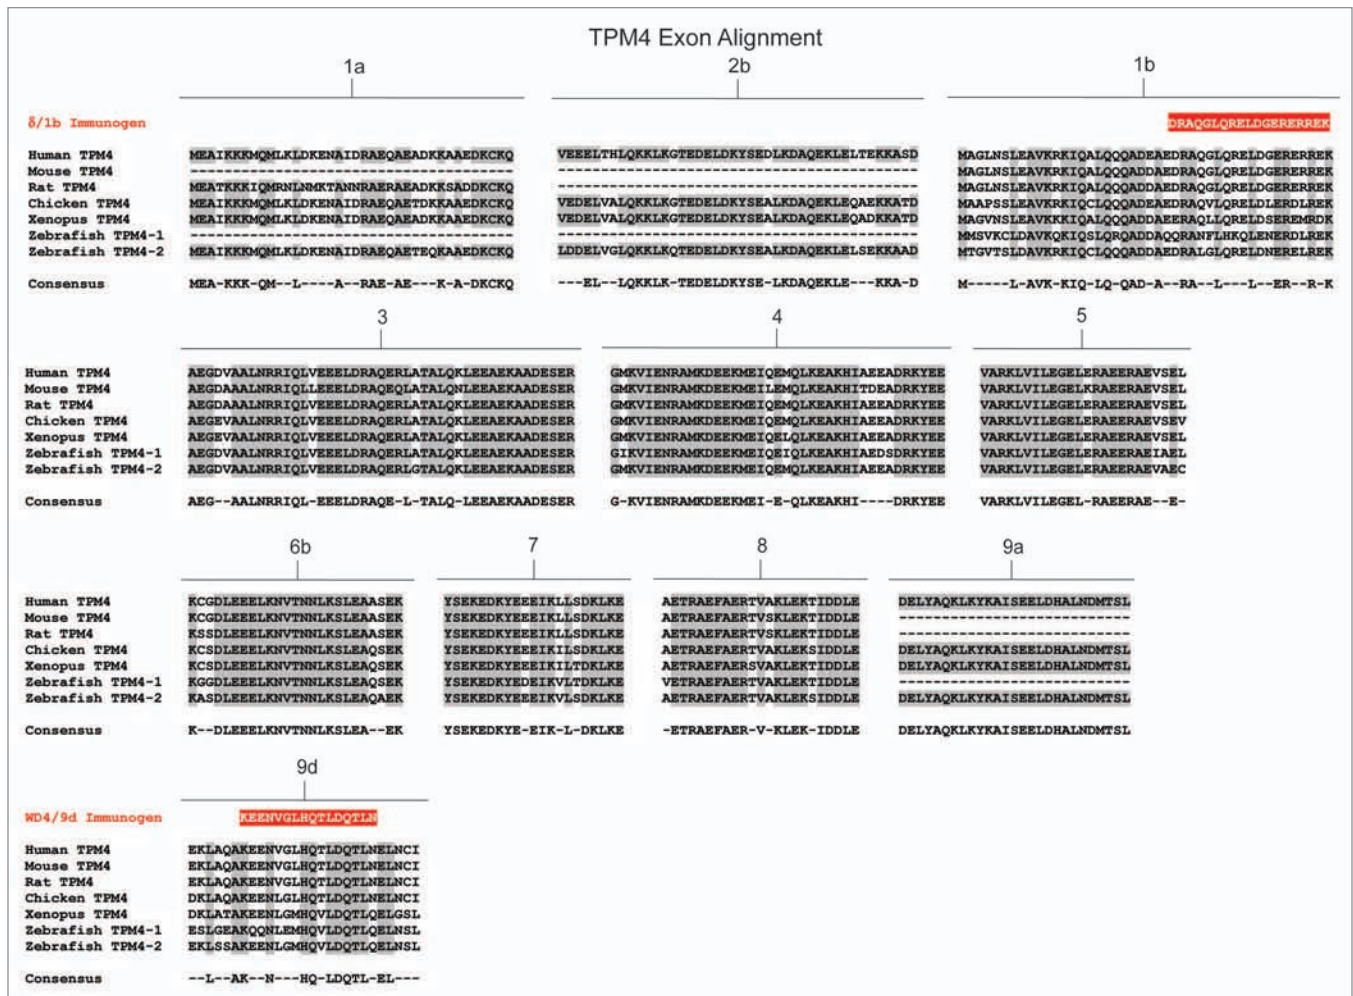 TPM4 Exon Alignment
1a 2b 1b
δ/1b Immunogen DRAQGLQRELDGERERREK
Human TPM4 MEAIKKKMQMLKLDKENAIDRAEQAEADKKAAEDKCKQ VEEELTHLQKKLKGTEDELDKYSEDLKDAQEKLELTEKKASD MAGLNSLEAVKRKIQALQQQADEAEDRAQGLQRELDGERERREK
Mouse TPM4 -------------------------------------- ------------------------------------------ MAGLNSLEAVKRKIQALQQQADEAEDRAQGLQRELDGERERREK
Rat TPM4 MEATKKKIQMRNLNMKTANNRAERAEADKKSADDKCKQ ------------------------------------------ MAGLNSLEAVKRKIQALQQQADEAEDRAQGLQRELDGERERREK
Chicken TPM4 MEAIKKKMQMLKLDKENAIDRAEQAETDKKAAEDKCKQ VEDELVALQKKLKGTEDELDKYSEALKDAQEKLEQAEKKATD MAAPSSLEAVKRKIQCLQQQADDAEDRAQVLQRELDLERDLREK
Xenopus TPM4 MEAIKKKMQMLKLDKENAIDRAEQAEADKKAAEDKCKQ VEDELVALQKKLKGTEDELDKYSEALKDAQEKLEQADKKATD MAGVNSLEAVKKKIQALQQQADDAEERAQLLQRELDSEREMRDK
Zebrafish TPM4-1 -------------------------------------- ------------------------------------------ MMSVKCLDAVQKKIQSLQRQADDAQQRANFLHKQLENERDLREK
Zebrafish TPM4-2 MEAIKKKMQMLKLDKENAIDRAEQAETEQKAAEDKCKQ LDDELVGLQKKLKQTEDELDKYSEALKDAQEKLELSEKKAAD MTGVTSLDAVKRKIQCLQQQADDAEDRALGLQRELDNERELREK
Consensus MEA-KKK-QM--L----A--RAE-AE---K-A-DKCKQ ---EL--LQKKLK-TEDELDKYSE-LKDAQEKLE---KKA-D M-----L-AVK-KIQ-LQ-QAD-A--RA--L---L--ER--R-K
3 4 5
Human TPM4 AEGDVAALNRRIQLVEEELDRAQERLATALQKLEEAEKAADESER GMKVIENRAMKDEEKMEIQEMQLKEAKHIAEEADRKYEE VARKLVILEGELERAEERAEVSEL
Mouse TPM4 AEGDAAALNRRIQLLEEELDRAQEQLATALQNLEEAEKAADESER GMKVIENRAMKDEEKMEILEMQLKEAKHITDEADRKYEE VARKLVILEGELKRAEERAEVSEL
Rat TPM4 AEGDAAALNRRIQLVEEELDRAQERLATALQKLEEAEKAADESER GMKVIENRAMKDEEKMEIQEMQLKEAKHIAEEADRKYEE VARKLVILEGELERAEERAEVSEL
Chicken TPM4 AEGEVAALNRRIQLVEEELDRAQERLATALQKLEEAEKAADESER GMKVIENRAMKDEEKMEIQEMQLKEAKHIAEEADRKYEE VARKLVILEGELERAEERAEVSEV
Xenopus TPM4 AEGEVAALNRRIQLVEEELDRAQERLATALQKLEEAEKAADESER GMKVIENRAMKDEEKMEIQELQLKEAKHIAEEADRKYEE VARKLVILEGELERAEERAEVSEL
Zebrafish TPM4-1 AEGDVAALNRRIQLVEEELDRAQERLATALQKLEEAEKAADESER GIKVIENRAMKDEEKMEIQEIQLKEAKHIAEDSDRKYEE VARKLVILEGELERAEERAEIAEL
Zebrafish TPM4-2 AEGDVAALNRRIQLVEEELDRAQERLGTALQKLEEAEKAADESER GMKVIENRAMKDEEKMEIQEMQLKEAKHIAEEADRKYEE VARKLVILEGELERAEERAEVAEC
Consensus AEG--AALNRRIQL-EEELDRAQE-L-TALQ-LEEAEKAADESER G-KVIENRAMKDEEKMEI-E-QLKEAKHI----DRKYEE VARKLVILEGEL-RAEERAE--E-
6b 7 8 9a
Human TPM4 KCGDLEEELKNVTNNLKSLEAASEK YSEKEDKYEEEIKLLSDKLKE AETRAEFAERTVAKLEKTIDDLE DELYAQKLKYKAISEELDHALNDMTSL
Mouse TPM4 KCGDLEEELKNVTNNLKSLEAASEK YSEKEDKYEEEIKLLSDKLKE AETRAEFAERTVSKLEKTIDDLE ---------------------------
Rat TPM4 KSSDLEEELKNVTNNLKSLEAASEK YSEKEDKYEEEIKLLSDKLKE AETRAEFAERTVAKLEKTIDDLE ---------------------------
Chicken TPM4 KCSDLEEELKNVTNNLKSLEAQSEK YSEKEDKYEEEIKILSDKLKE AETRAEFAERTVAKLEKSIDDLE DELYAQKLKYKAISEELDHALNDMTSL
Xenopus TPM4 KCSDLEEELKNVTNNLKSLEAQSEK YSEKEDKYEEEIKILTDKLKE AETRAEFAERSVAKLEKTIDDLE DELYAQKLKYKAISEELDHALNDMTSL
Zebrafish TPM4-1 KGGDLEEELKNVTNNLKSLEAQSEK YSEKEDKYEDEIKVLTDKLKE VETRAEFAERTVAKLEKTIDDLE ---------------------------
Zebrafish TPM4-2 KASDLEEELKNVTNNLKSLEAQAEK YSEKEDKYEEEIKVLSDKLKE AETRAEFAERTVAKLEKSIDDLE DELYAQKLKYKAISEELDHALNDMTSL
Consensus K--DLEEELKNVTNNLKSLEA--EK YSEKEDKYE-EIK-L-DKLKE -ETRAEFAER-V-KLEK-IDDLE DELYAQKLKYKAISEELDHALNDMTSL
9d
WD4/9d Immunogen KEENVGLHQTLDQTLN
Human TPM4 EKLAQAKEENVGLHQTLDQTLNELNCI
Mouse TPM4 EKLAQAKEENVGLHQTLDQTLNELNCI
Rat TPM4 EKLAQAKEENVGLHQTLDQTLNELNCI
Chicken TPM4 DKLAQAKEENLGLHQTLDQTLNELNCI
Xenopus TPM4 DKLATAKEENLGMHQVLDQTLQELGSL
Zebrafish TPM4-1 ESLGEAKQQNLEMHQVLDQTLQELNSL
Zebrafish TPM4-2 EKLSSAKEENLGMHQVLDQTLQELNSL
Consensus --L--AK--N---HQ-LDQTL-EL---